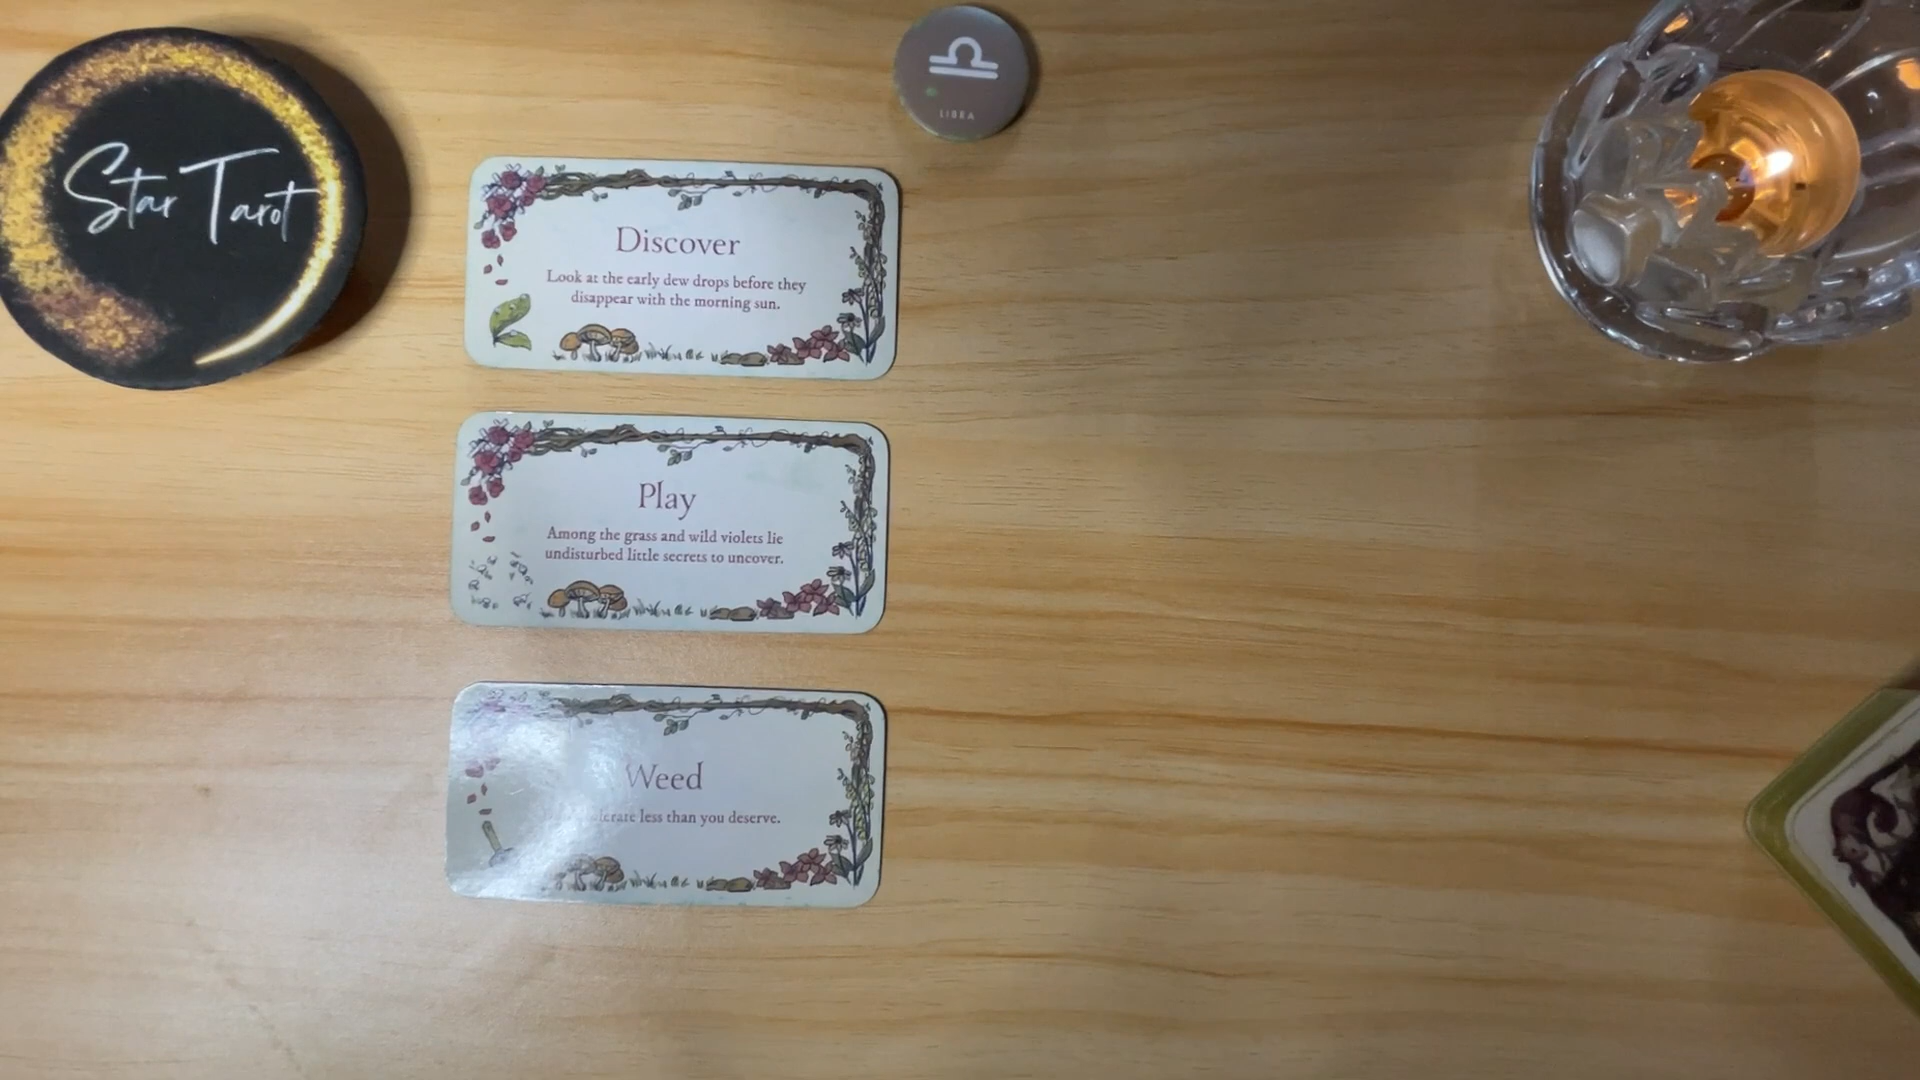 Star Tarot
LIBRA
Discover
Look at the early dew drops before they
disappear with the morning sun.
Play
Among the grass and wild violets lie
undisturbed little secrets to uncover.
Weed
less than you deserve.